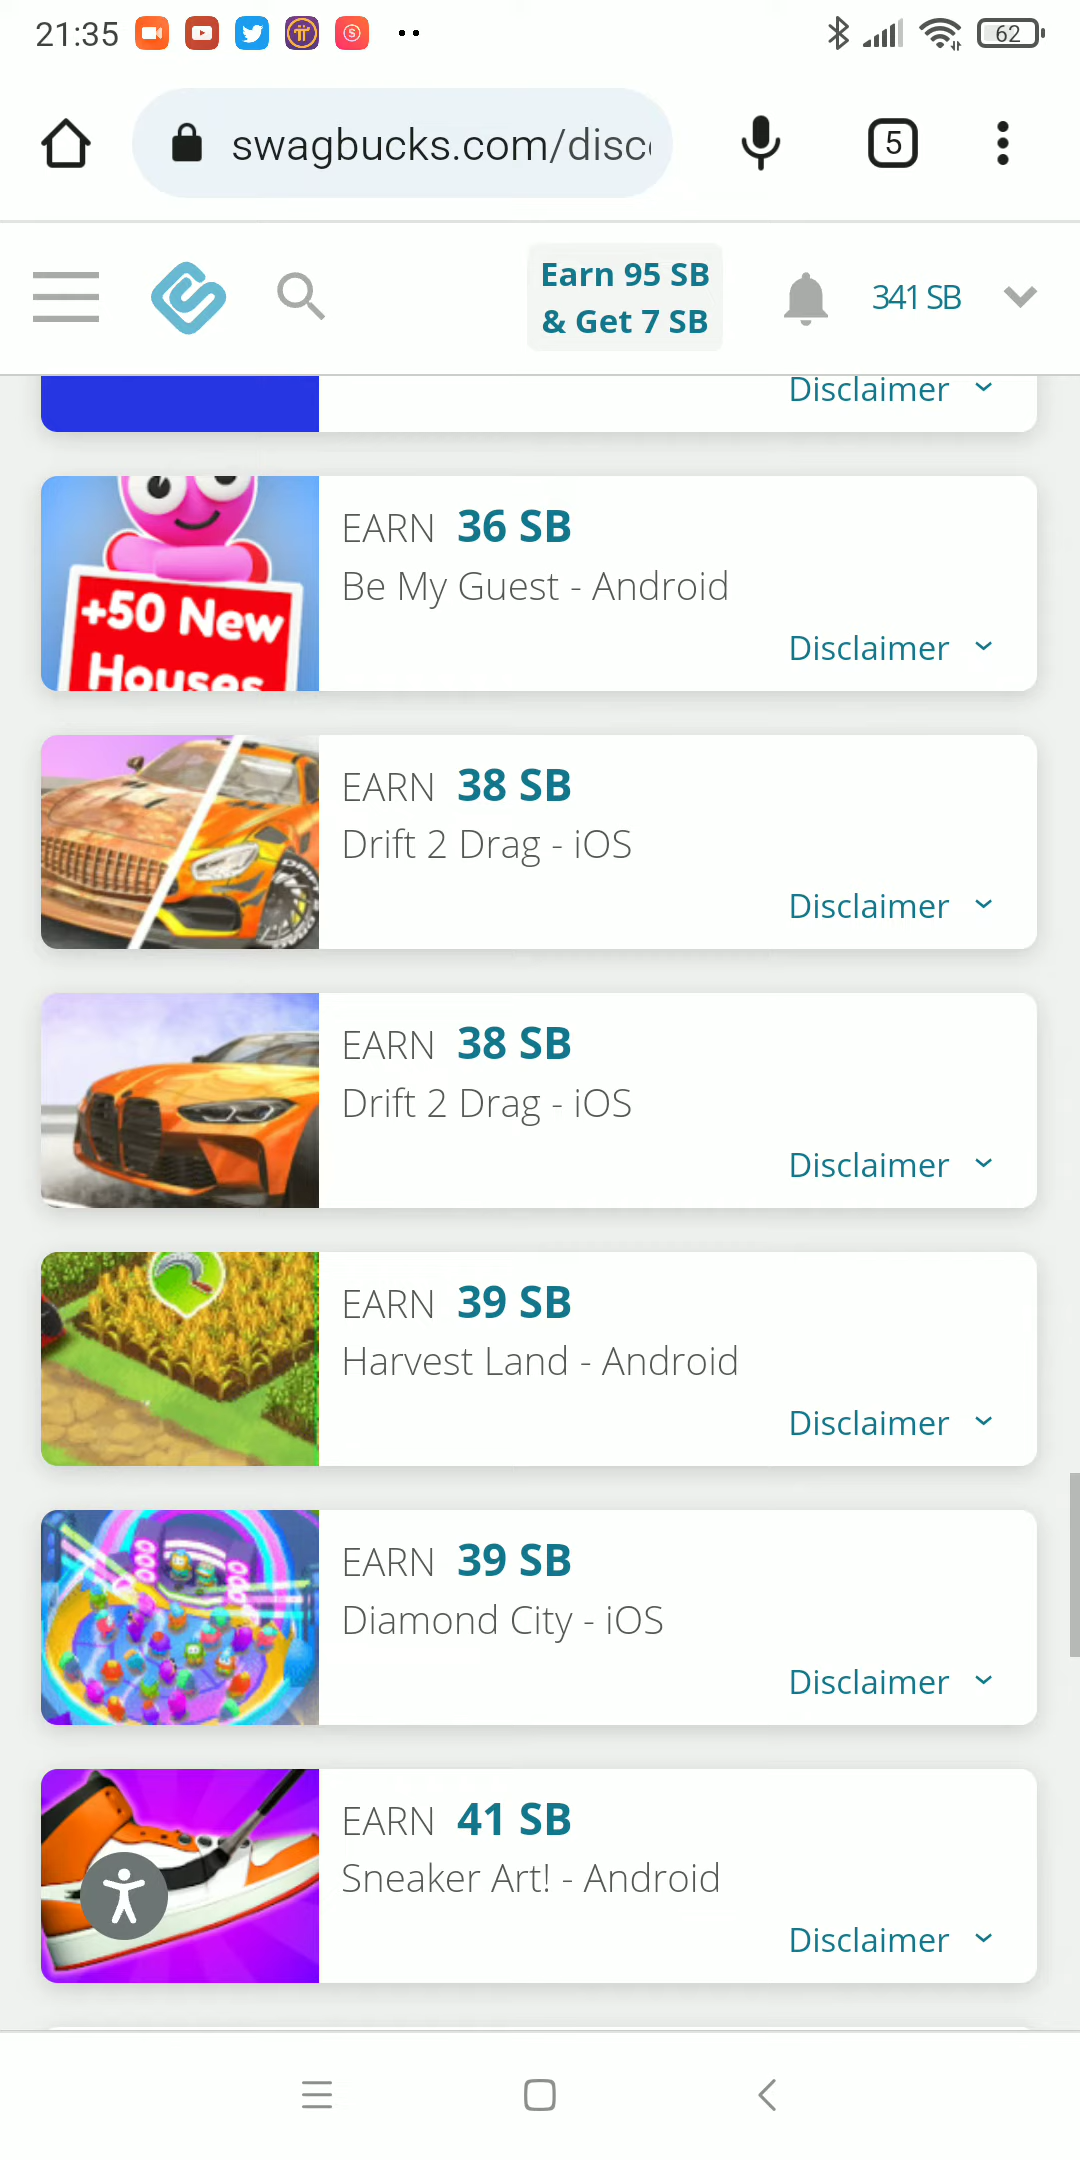 21:35
62
swagbucks.com/disc
5
Earn 95 SB
& Get 7 SB
341 SB
Disclaimer
+50 New
Houses
EARN 36 SB
Be My Guest - Android
Disclaimer
EARN 38 SB
Drift 2 Drag - iOS
Disclaimer
EARN 38 SB
Drift 2 Drag - iOS
Disclaimer
EARN 39 SB
Harvest Land - Android
Disclaimer
EARN 39 SB
Diamond City - iOS
Disclaimer
EARN 41 SB
Sneaker Art! - Android
Disclaimer